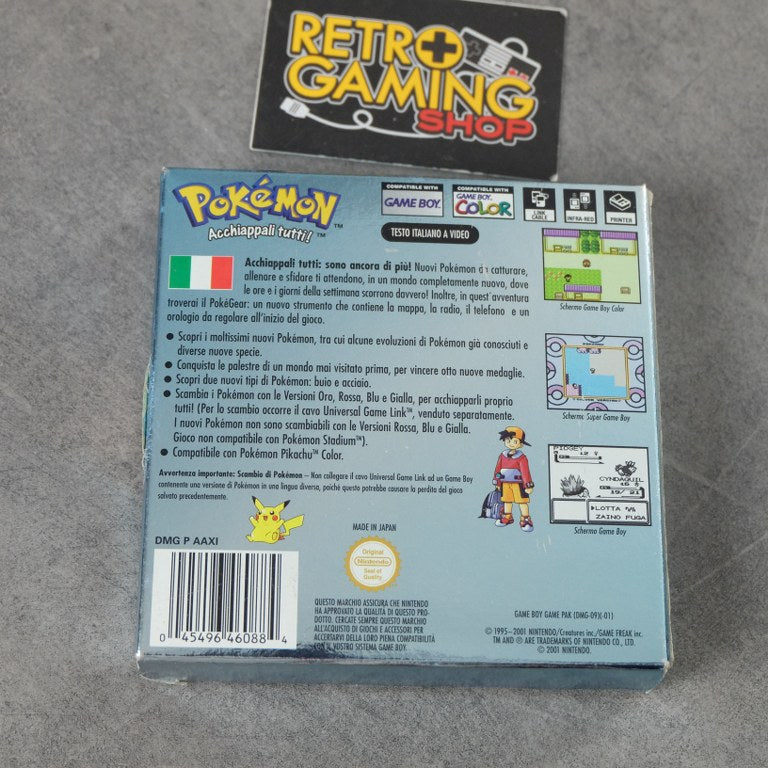 RETRO
GAMING
SHOP
POKéMON™
Acchiappali tutti!™
COMPATIBLE WITH
GAME BOY
COMPATIBLE WITH
GAME BOY
COLOR
LINK
CABLE
INFRA-RED
PRINTER
TESTO ITALIANO A VIDEO
Acchiappali tutti: sono ancora di più! Nuovi Pokémon da catturare,
allenare e sfidare ti attendono, in un mondo completamente nuovo, dove
le ore e i giorni della settimana scorrono davvero! Inoltre, in quest'avventura
troverai il PokéGear: un nuovo strumento che contiene la mappa, la radio, il telefono e un
orologio da regolare all'inizio del gioco.
● Scopri i moltissimi nuovi Pokémon, tra cui alcune evoluzioni di Pokémon già conosciuti e
diverse nuove specie.
● Conquista le palestre di un mondo mai visitato prima, per vincere otto nuove medaglie.
● Scopri due nuovi tipi di Pokémon: buio e acciaio.
● Scambia i Pokémon con le Versioni Oro, Rossa, Blu e Gialla, per acchiapparli proprio
tutti! (Per lo scambio occorre il cavo Universal Game Link™, venduto separatamente.
I nuovi Pokémon non sono scambiabili con le Versioni Rossa, Blu e Gialla.
Gioco non compatibile con Pokémon Stadium™).
● Compatibile con Pokémon Pikachu™ Color.
Avvertenza importante: Scambio di Pokémon – Non collegare il cavo Universal Game Link ad un Game Boy
contenente una versione di Pokémon in una lingua diversa, poiché questo potrebbe causare la perdita del gioco
salvato precedentemente.
Schermo Game Boy Color
Schermo Super Game Boy
PIDGEY
CYNDAQUIL
19/ 21
▶LOTTA
ZAINO FUGA
Schermo Game Boy
MADE IN JAPAN
DMG P AAXI
0 45496 46088 4
Original
Nintendo
Seal of
Quality
QUESTO MARCHIO ASSICURA CHE NINTENDO
HA APPROVATO LA QUALITÀ DI QUESTO PRO-
DOTTO. CERCATE SEMPRE QUESTO MARCHIO
ALL'ACQUISTO DI GIOCHI E ACCESSORI PER
ACCERTARVI DELLA LORO PIENA COMPATIBILITÀ
CON IL VOSTRO SISTEMA GAME BOY.
GAME BOY GAME PAK (DMG-09)(-01)
© 1995-2001 NINTENDO/Creatures inc./GAME FREAK inc.
TM AND ® ARE TRADEMARKS OF NINTENDO CO., LTD.
© 2001 NINTENDO.